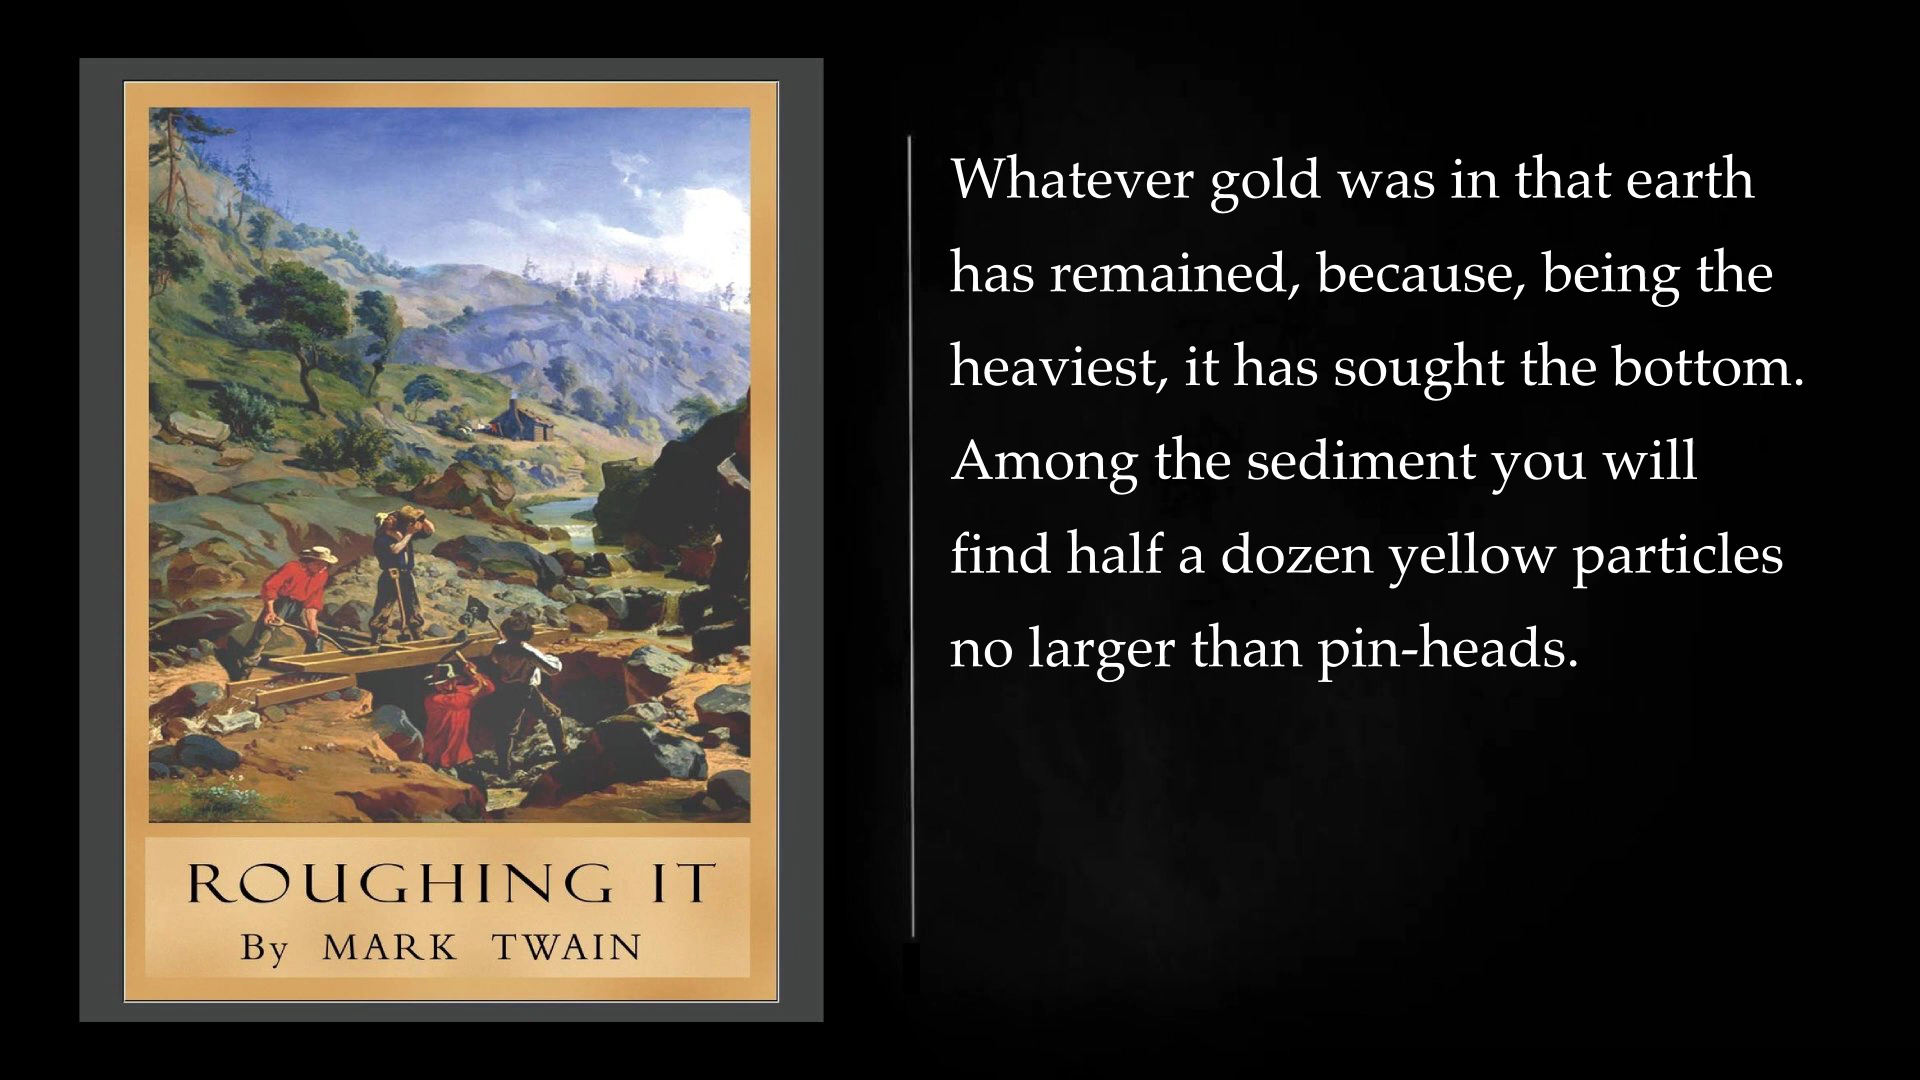 ROUGHING IT
By MARK TWAIN
Whatever gold was in that earth
has remained, because, being the
heaviest, it has sought the bottom.
Among the sediment you will
find half a dozen yellow particles
no larger than pin-heads.